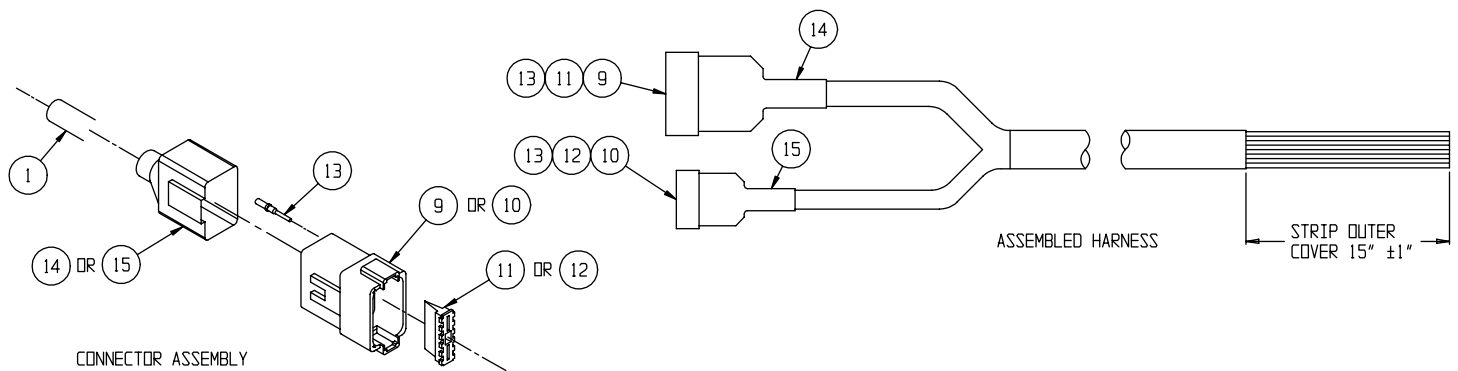 1
14 OR 15
13
9 OR 10
11 OR 12
CONNECTOR ASSEMBLY
13 11 9
14
13 12 10
15
ASSEMBLED HARNESS
STRIP OUTER
COVER 15" ±1"